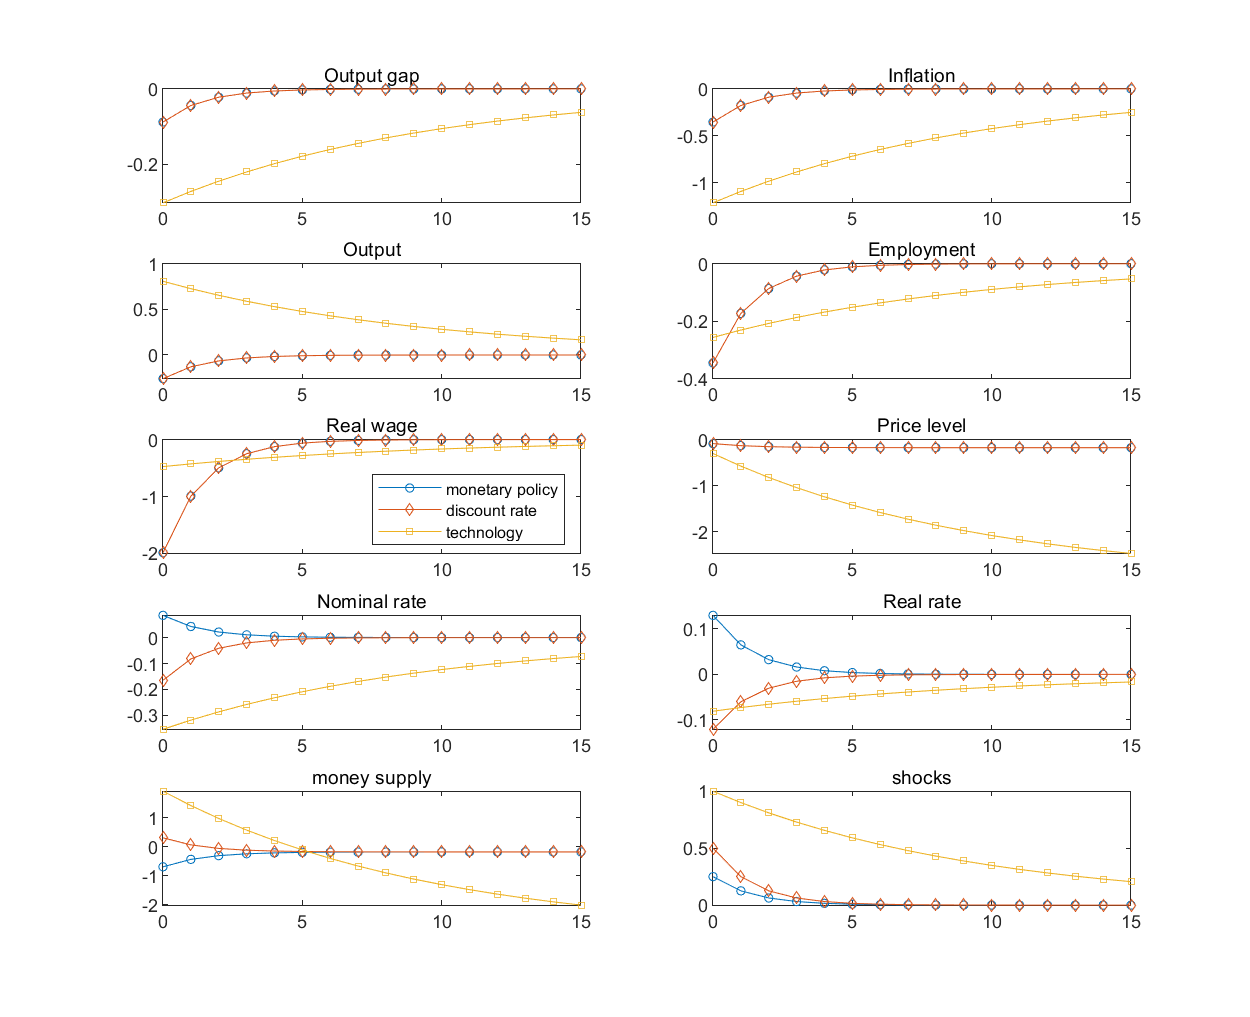 Output gap
0
-0.2
0 5 10 15
Inflation
0
-0.5
-1
0 5 10 15
Output
1
0.5
0
0 5 10 15
Employment
0
-0.2
-0.4
0 5 10 15
Real wage
0
-1
-2
0 5 10 15
monetary policy
discount rate
technology
Price level
0
-1
-2
0 5 10 15
Nominal rate
0
-0.1
-0.2
-0.3
0 5 10 15
Real rate
0.1
0
-0.1
0 5 10 15
money supply
1
0
-1
-2
0 5 10 15
shocks
1
0.5
0
0 5 10 15